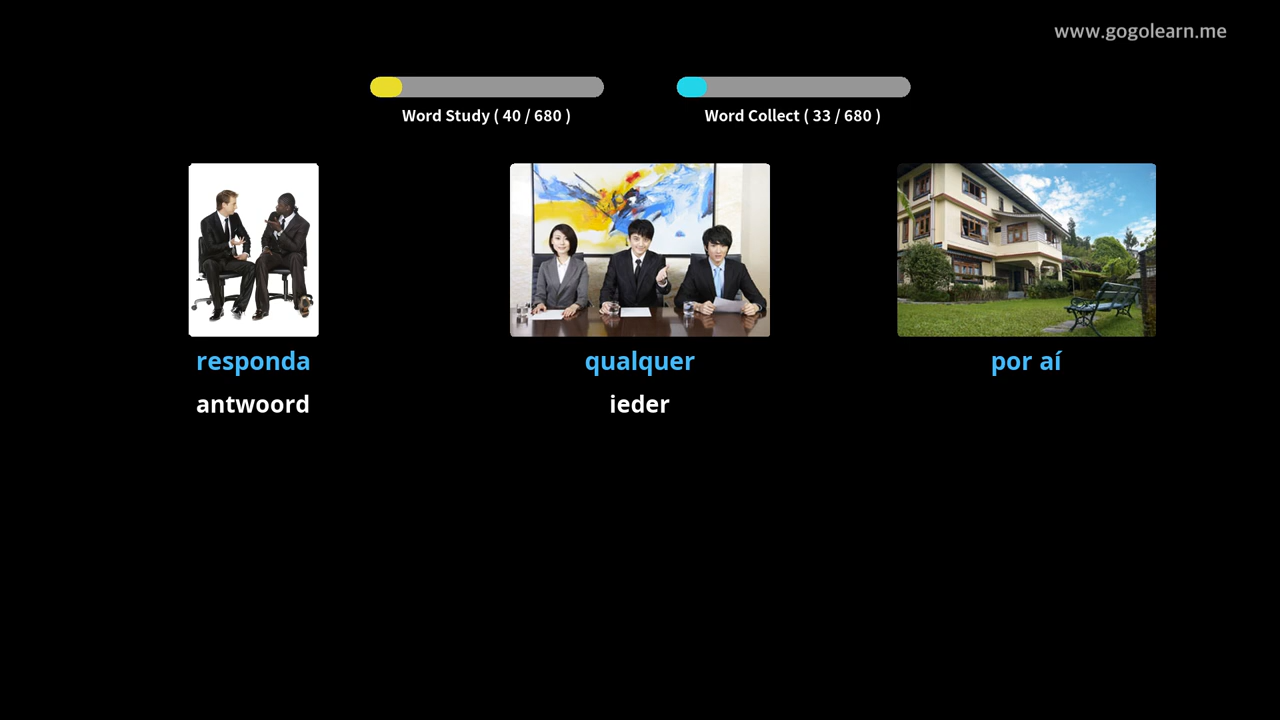 www.gogolearn.me
Word Study ( 40 / 680 )
Word Collect ( 33 / 680 )
responda
qualquer
por aí
antwoord
ieder